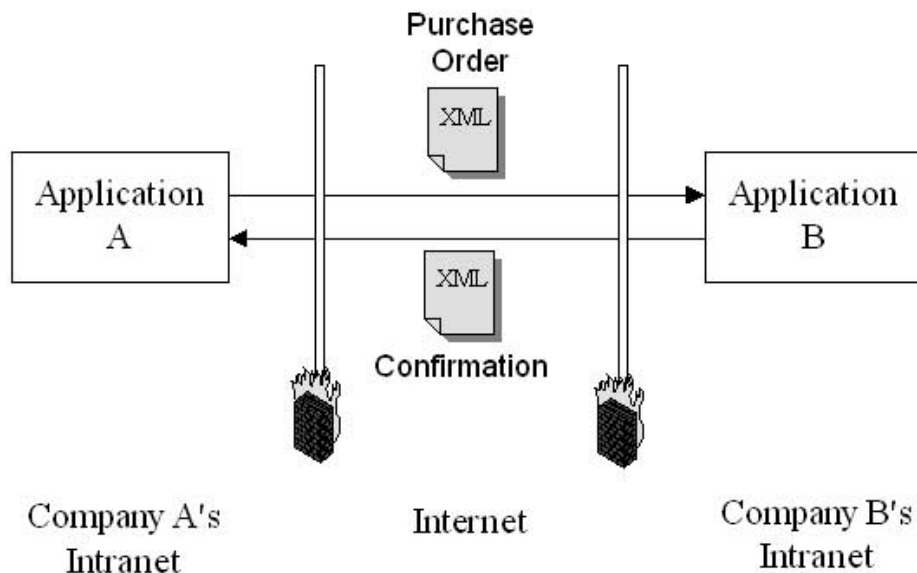 Purchase
Order
XML
Application
A
Application
B
XML
Confirmation
Company A's
Intranet
Internet
Company B's
Intranet